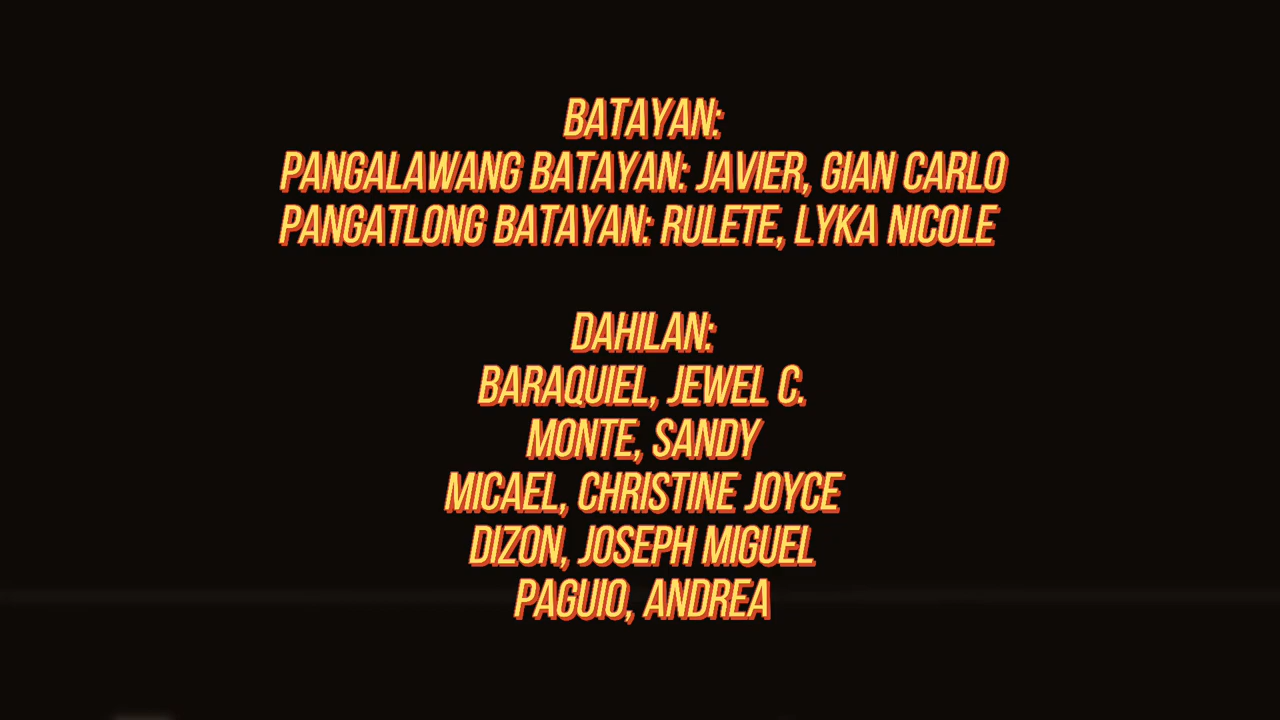 BATAYAN:
PANGALAWANG BATAYAN: JAVIER, GIAN CARLO
PANGATLONG BATAYAN: RULETE, LYKA NICOLE
DAHILAN:
BARAQUIEL, JEWEL C.
MONTE, SANDY
MICAEL, CHRISTINE JOYCE
DIZON, JOSEPH MIGUEL
PAGUIO, ANDREA